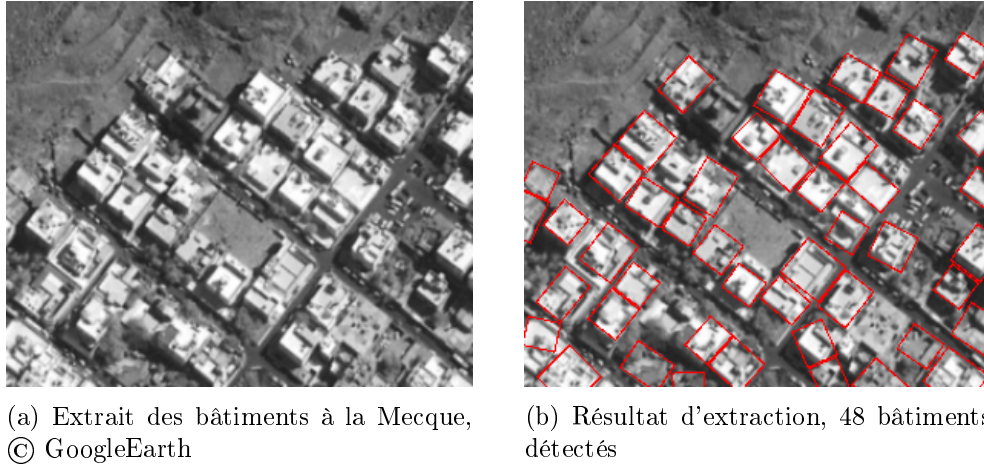 (a) Extrait des bâtiments à la Mecque,
© GoogleEarth
(b) Résultat d'extraction, 48 bâtiments
détectés